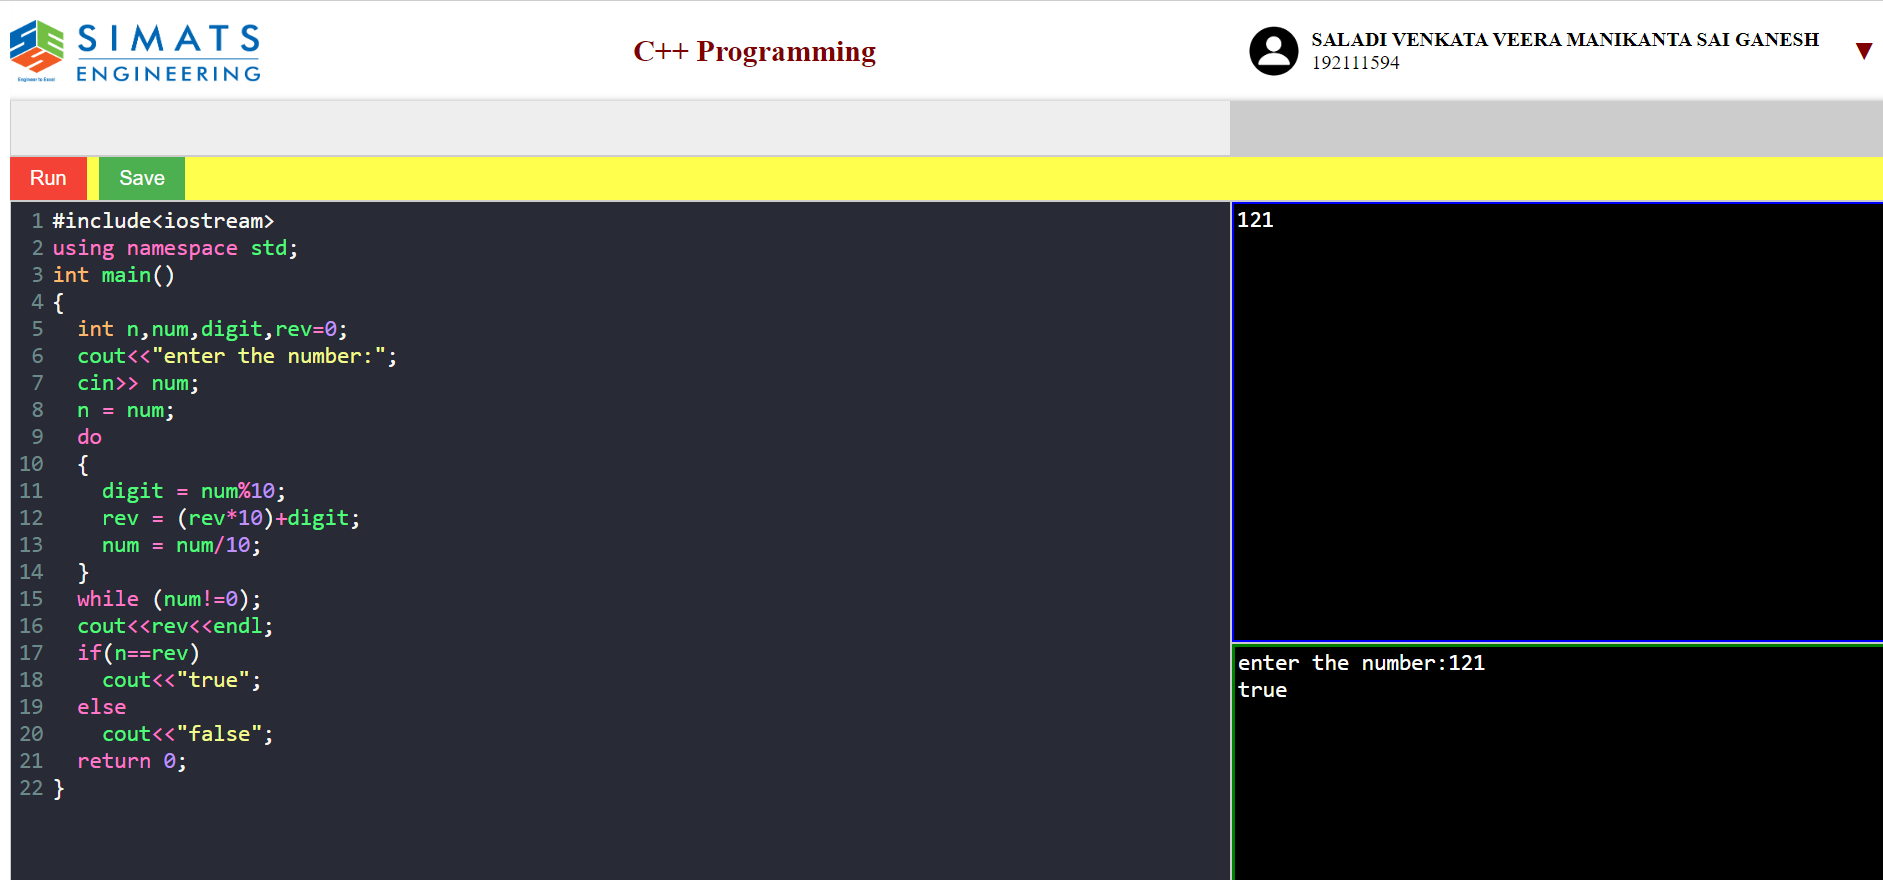 SIMATS
ENGINEERING
Engineer to Excel
C++ Programming
SALADI VENKATA VEERA MANIKANTA SAI GANESH
192111594
Run
Save
1 #include<iostream>
2 using namespace std;
3 int main()
4 {
5   int n,num,digit,rev=0;
6   cout<<"enter the number:";
7   cin>> num;
8   n = num;
9   do
10   {
11     digit = num%10;
12     rev = (rev*10)+digit;
13     num = num/10;
14   }
15   while (num!=0);
16   cout<<rev<<endl;
17   if(n==rev)
18     cout<<"true";
19   else
20     cout<<"false";
21   return 0;
22 }
121
enter the number:121
true